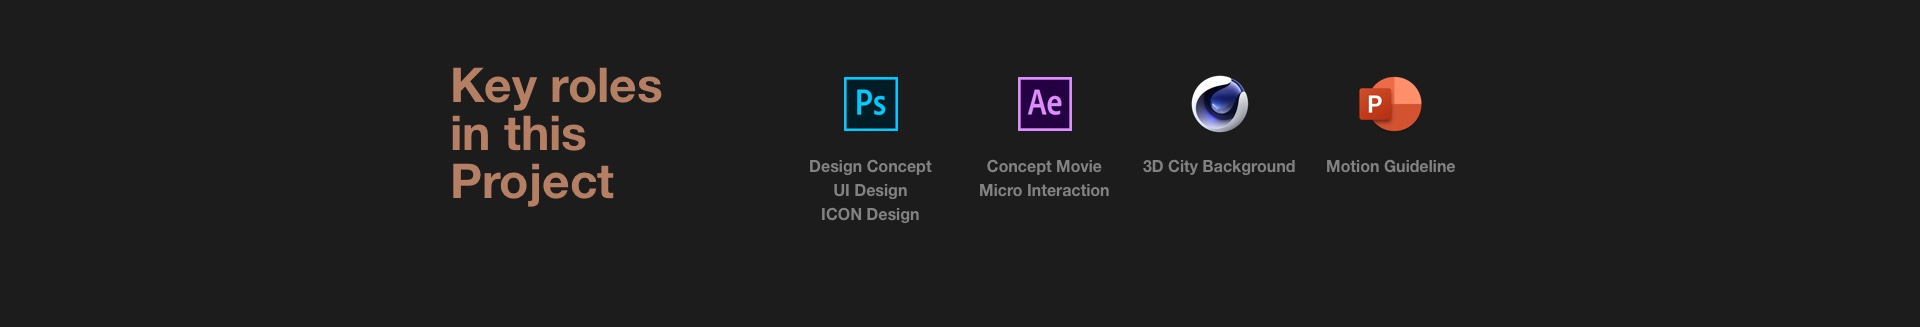 Key roles
in this
Project
Ps
Design Concept
UI Design
ICON Design
Ae
Concept Movie
Micro Interaction
3D City Background
P
Motion Guideline